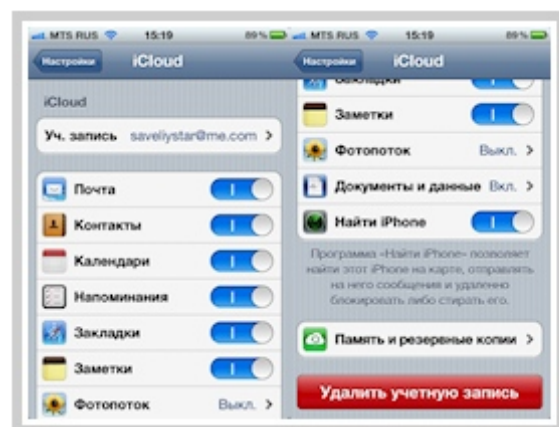 MTS RUS 15:19 89 %
Настройки iCloud
iCloud
Уч. запись saveliystar@me.com >
Почта
Контакты
Календари
Напоминания
Закладки
Заметки
Фотопоток Выкл. >
MTS RUS 15:19 89 %
Настройки iCloud
Закладки
Заметки
Фотопоток Выкл. >
Документы и данные Вкл. >
Найти iPhone
Программа «Найти iPhone» позволяет
найти этот iPhone на карте, отправлять
на него сообщения и удаленно
блокировать либо стирать его.
Память и резервные копии >
Удалить учетную запись